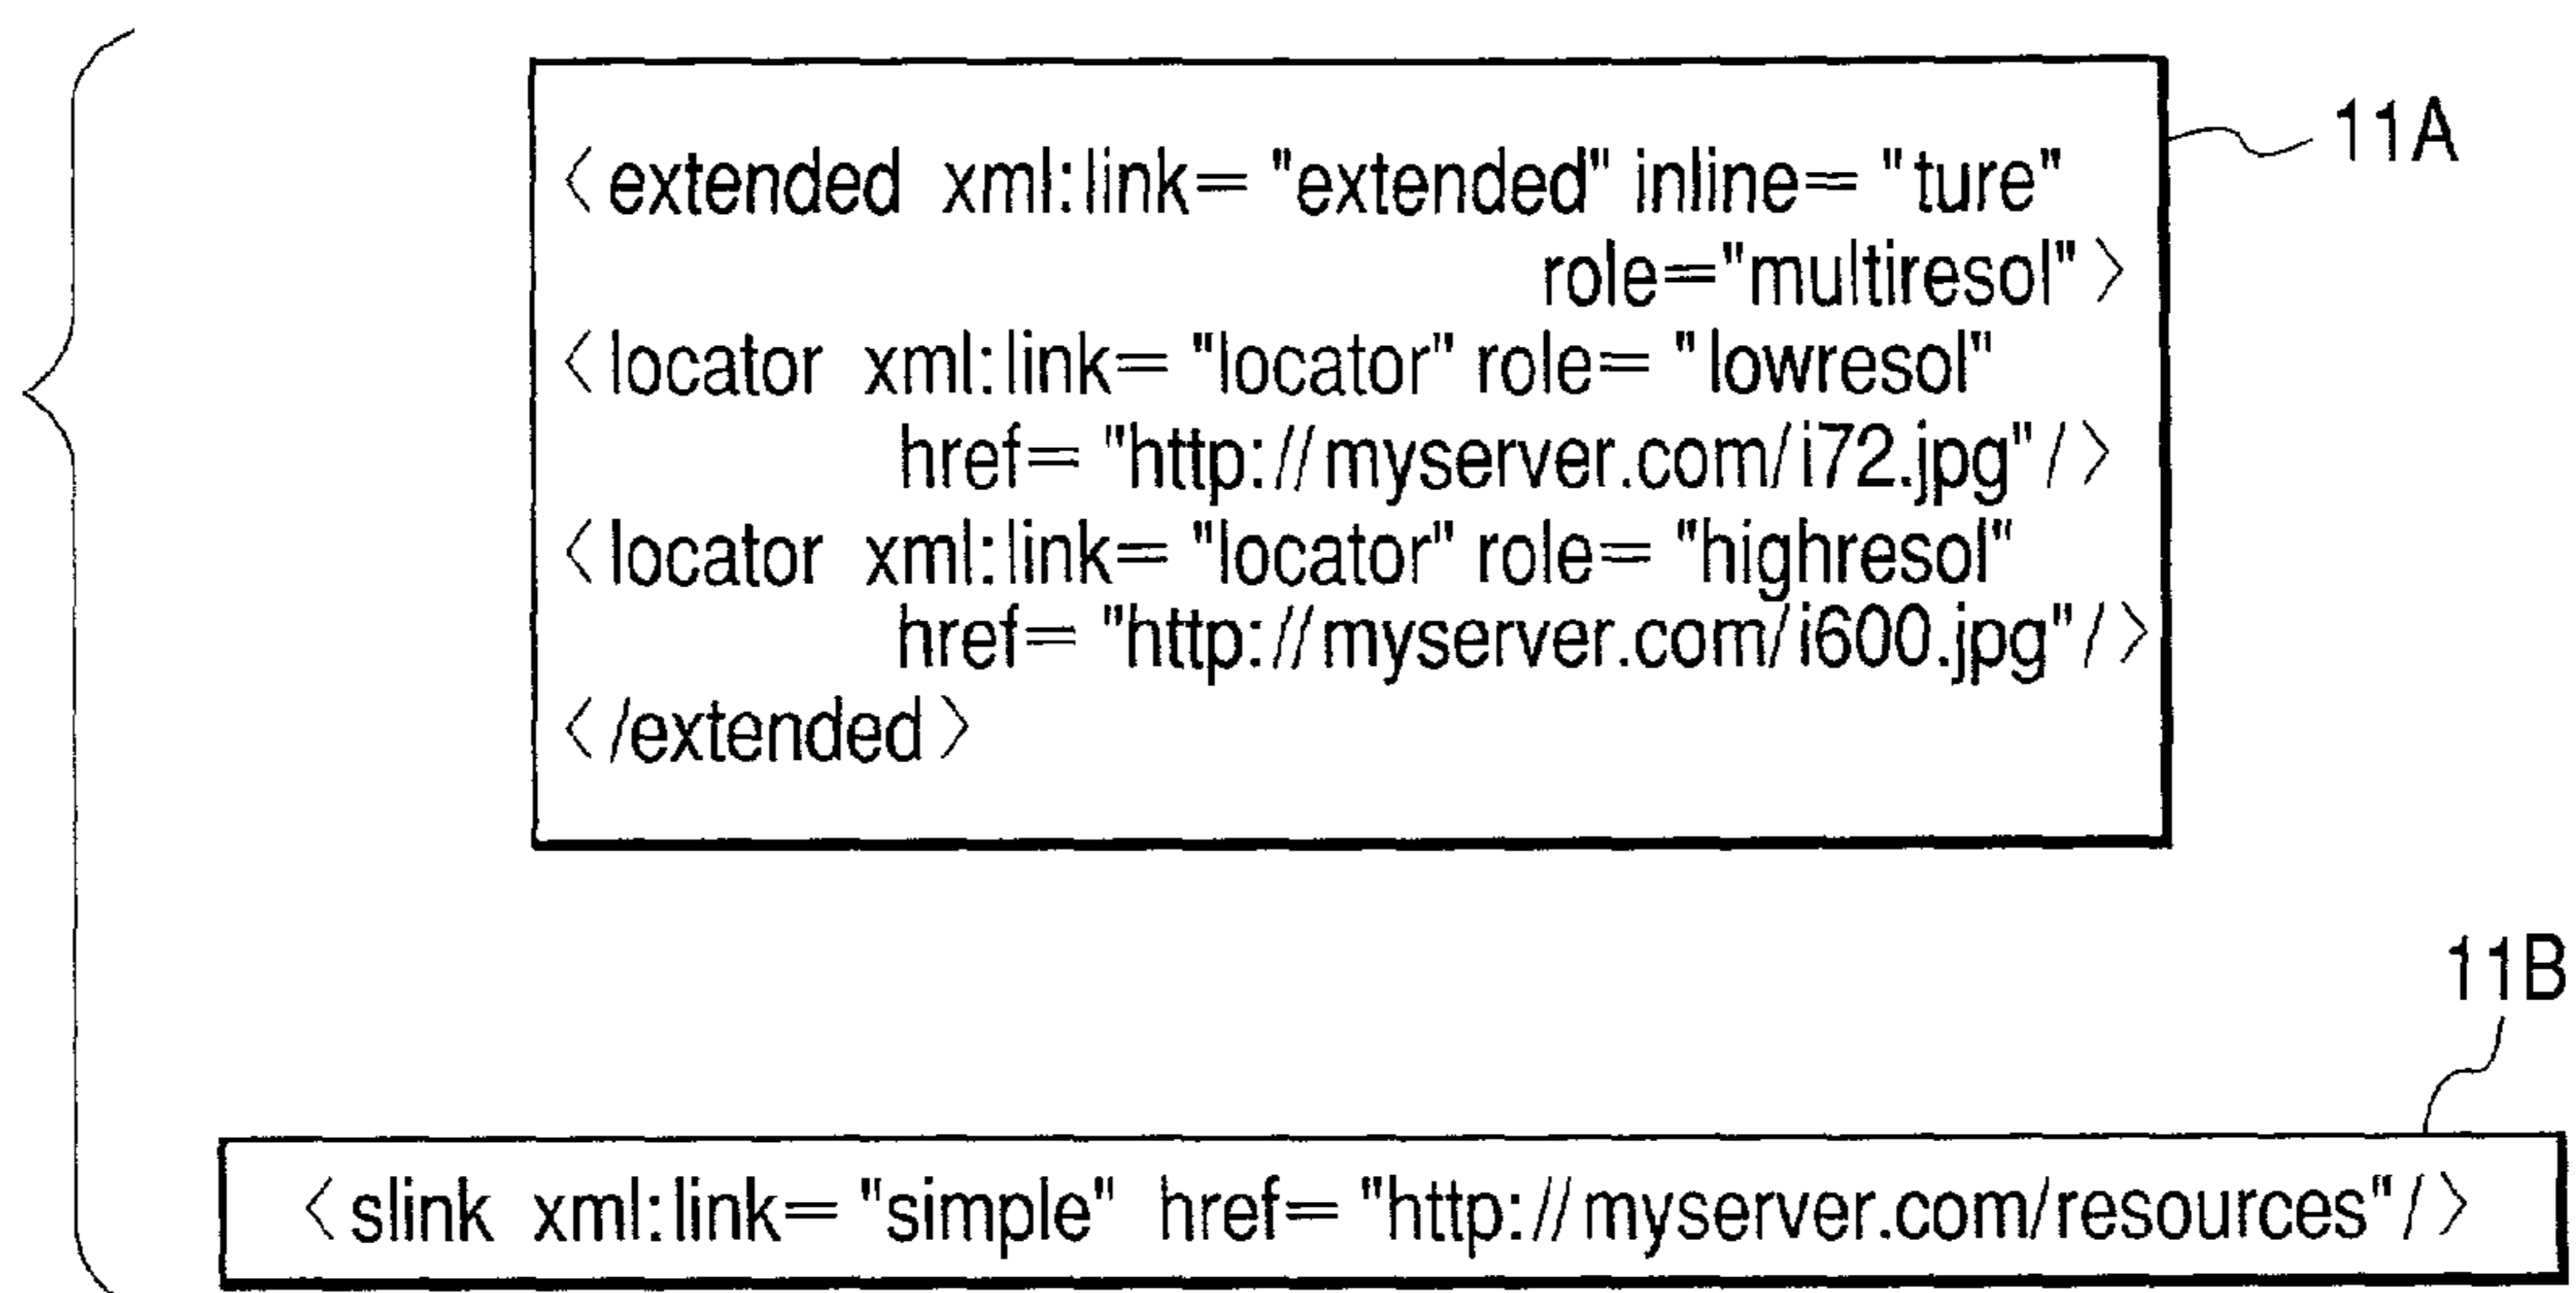 <extended xml:link="extended" inline="ture"
role="multiresol">
<locator xml:link="locator" role="lowresol"
href="http://myserver.com/i72.jpg"/>
<locator xml:link="locator" role="highresol"
href="http://myserver.com/i600.jpg"/>
</extended>
11A
11B
<slink xml:link="simple" href="http://myserver.com/resources"/>